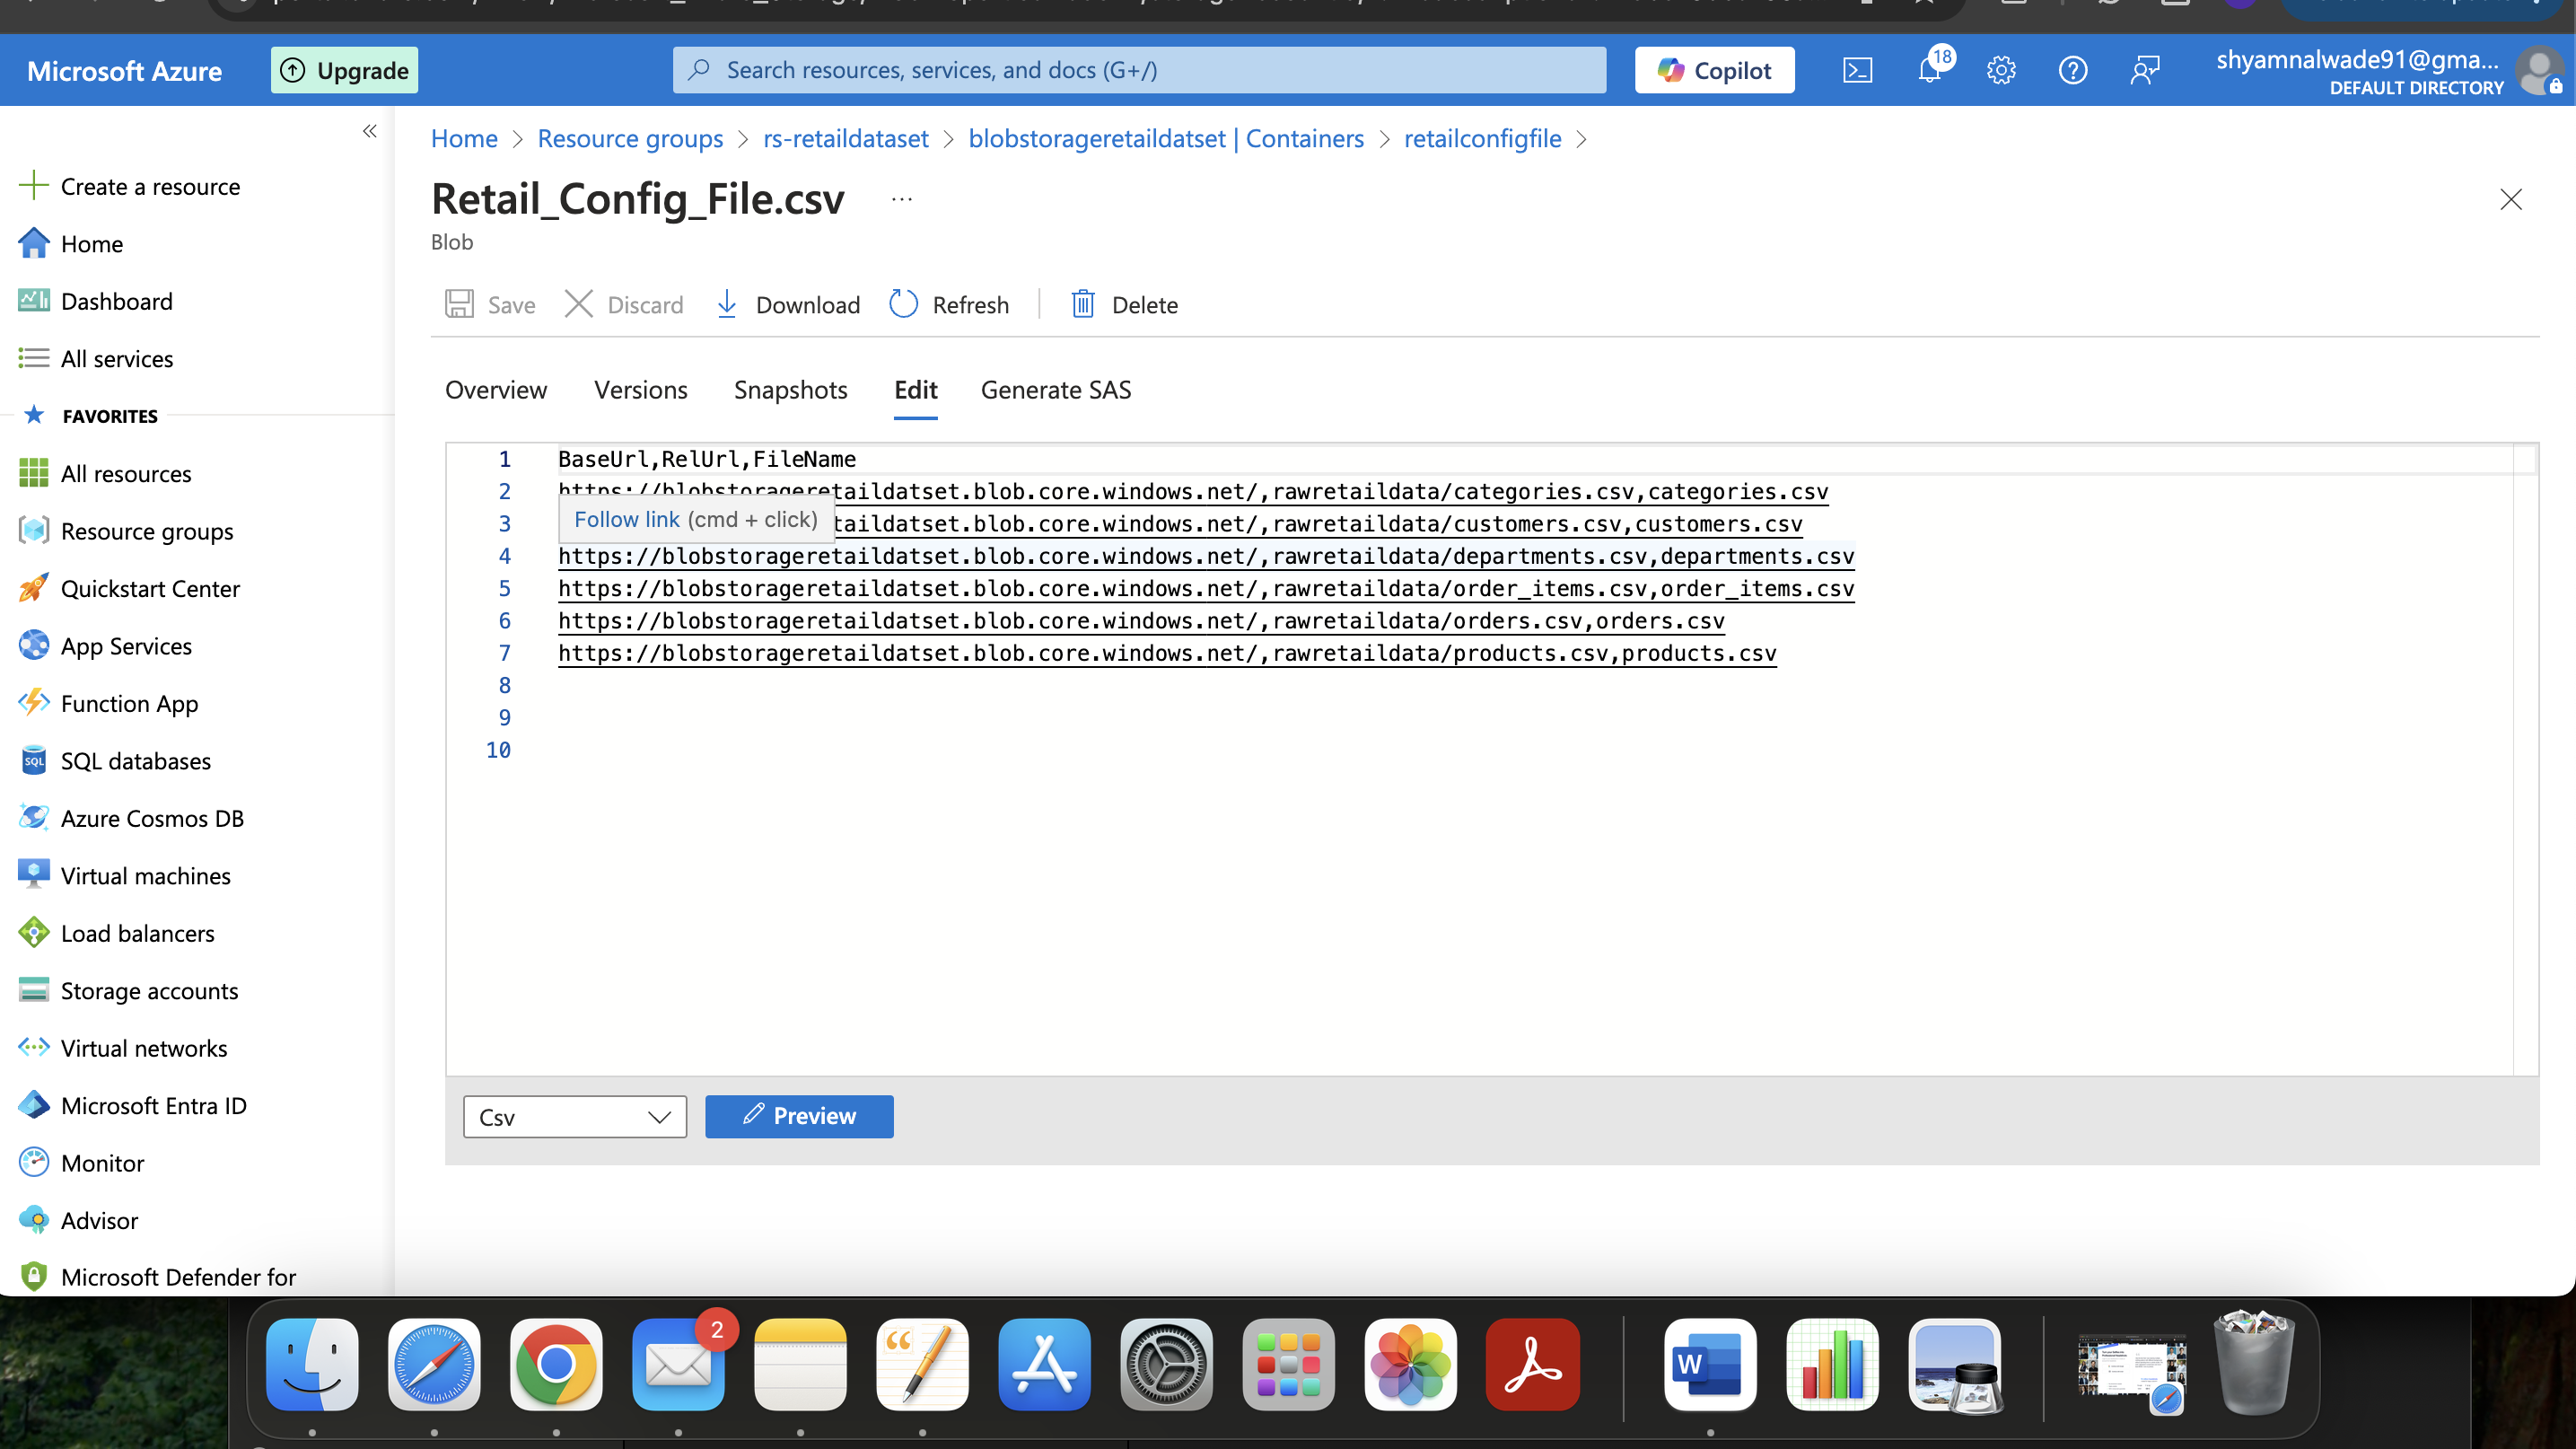 Microsoft Azure
Upgrade
Search resources, services, and docs (G+/)
Copilot
18
shyamnalwade91@gma...
DEFAULT DIRECTORY
«
Create a resource
Home
Dashboard
All services
FAVORITES
All resources
Resource groups
Quickstart Center
App Services
Function App
SQL
SQL databases
Azure Cosmos DB
Virtual machines
Load balancers
Storage accounts
Virtual networks
Microsoft Entra ID
Monitor
Advisor
Microsoft Defender for
Home > Resource groups > rs-retaildataset > blobstorageretaildatset | Containers > retailconfigfile >
Retail_Config_File.csv ...
Blob
Save Discard Download Refresh Delete
Overview Versions Snapshots Edit Generate SAS
1 BaseUrl,RelUrl,FileName
2 https://blobstorageretaildatset.blob.core.windows.net/,rawretaildata/categories.csv,categories.csv
Follow link (cmd + click)
3 taildatset.blob.core.windows.net/,rawretaildata/customers.csv,customers.csv
4 https://blobstorageretaildatset.blob.core.windows.net/,rawretaildata/departments.csv,departments.csv
5 https://blobstorageretaildatset.blob.core.windows.net/,rawretaildata/order_items.csv,order_items.csv
6 https://blobstorageretaildatset.blob.core.windows.net/,rawretaildata/orders.csv,orders.csv
7 https://blobstorageretaildatset.blob.core.windows.net/,rawretaildata/products.csv,products.csv
8
9
10
Csv
Preview
2
W